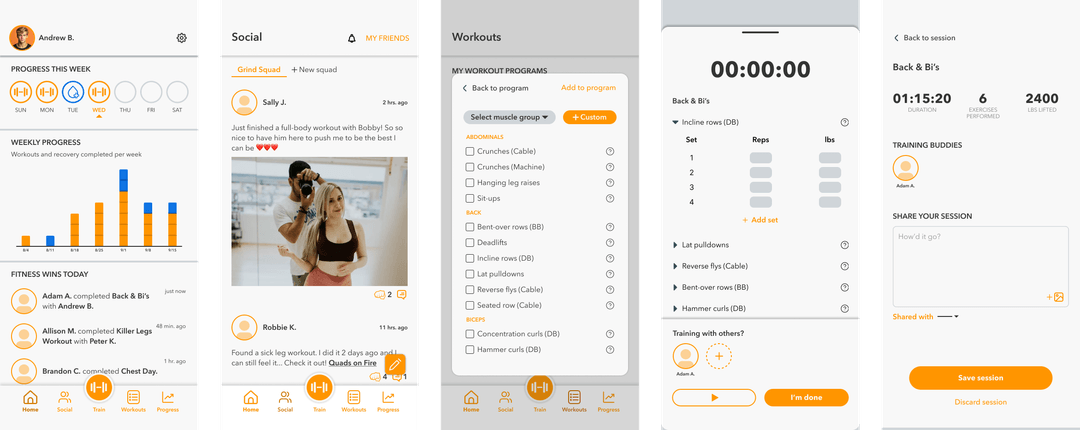 Andrew B.
PROGRESS THIS WEEK
SUN MON TUE WED THU FRI SAT
WEEKLY PROGRESS
Workouts and recovery completed per week
8/4 8/11 8/18 8/25 9/1 9/8 9/15
FITNESS WINS TODAY
just now
Adam A. completed Back & Bi's
with Andrew B.
48 min. ago
Allison M. completed Killer Legs
Workout with Peter K.
1 hr. ago
Brandon C. completed Chest Day.
Home Social Train Workouts Progress
Social
MY FRIENDS
Grind Squad + New squad
Sally J. 2 hrs. ago
Just finished a full-body workout with Bobby! So so
nice to have him here to push me to be the best I
can be ❤️❤️❤️
2
Robbie K. 11 hrs. ago
Found a sick leg workout. I did it 2 days ago and I
can still feel it... Check it out! Quads on Fire
4 1
Home Social Train Workouts Progress
Workouts
MY WORKOUT PROGRAMS
Back to program Add to program
Select muscle group + Custom
ABDOMINALS
Crunches (Cable)
Crunches (Machine)
Hanging leg raises
Sit-ups
BACK
Bent-over rows (BB)
Deadlifts
Incline rows (DB)
Lat pulldowns
Reverse flys (Cable)
Seated row (Cable)
BICEPS
Concentration curls (DB)
Hammer curls (DB)
Home Social Train Workouts Progress
00:00:00
Back & Bi's
Incline rows (DB)
Set Reps lbs
1
2
3
4
+ Add set
Lat pulldowns
Reverse flys (Cable)
Bent-over rows (BB)
Hammer curls (DB)
Training with others?
Adam A.
I'm done
Back to session
Back & Bi's
01:15:20 6 2400
DURATION EXERCISES PERFORMED LBS LIFTED
TRAINING BUDDIES
Adam A.
SHARE YOUR SESSION
How'd it go?
Shared with
Save session
Discard session